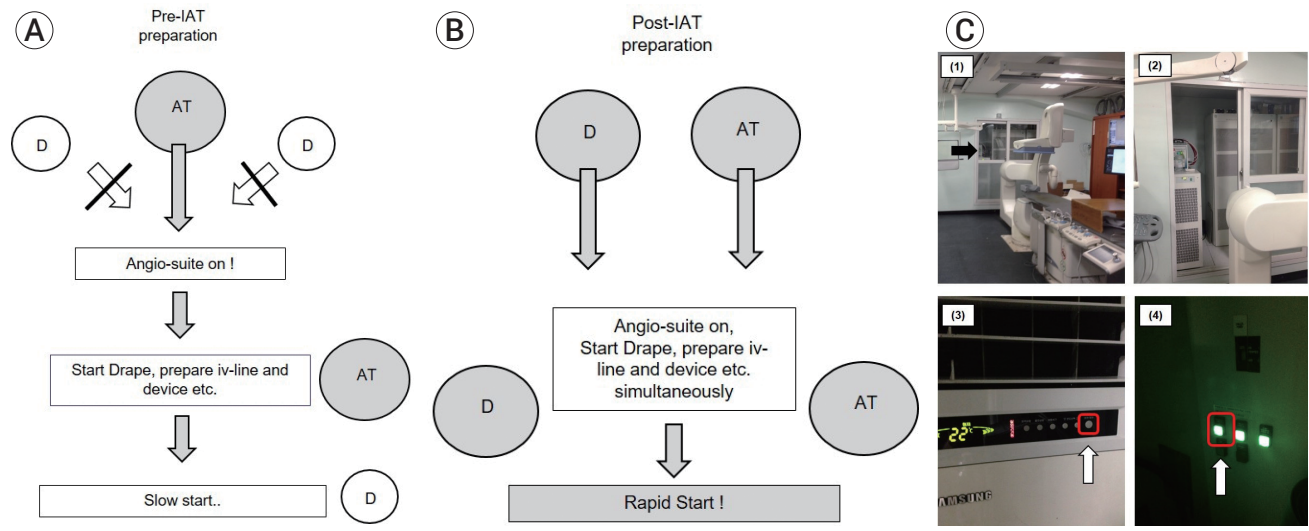 A
Pre-IAT
preparation
AT
D
D
Angio-suite on !
Start Drape, prepare iv-line and
device etc.
AT
Slow start..
D
B
Post-IAT
preparation
D
AT
Angio-suite on,
Start Drape, prepare iv-
line and device etc.
simultaneously
D
AT
Rapid Start !
C
(1)
(2)
(3)
22
AMSUNG
(4)